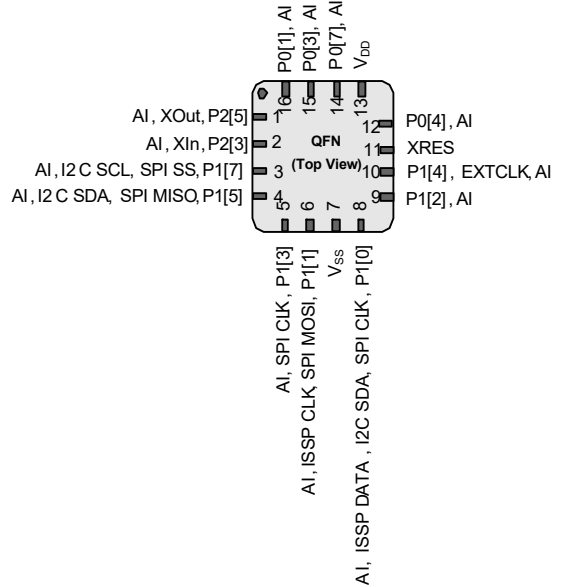 P0[1], AI
P0[3], AI
P0[7], AI
VDD
16
15
14
13
AI, XOut, P2[5]
1
AI, XIn, P2[3]
2
AI, I2 C SCL, SPI SS, P1[7]
3
AI, I2 C SDA, SPI MISO, P1[5]
4
QFN
(Top View)
12
P0[4], AI
11
XRES
10
P1[4], EXTCLK, AI
9
P1[2], AI
5
6
7
8
AI, SPI CLK, P1[3]
AI, ISSP CLK, SPI MOSI, P1[1]
VSS
AI, ISSP DATA, I2C SDA, SPI CLK, P1[0]